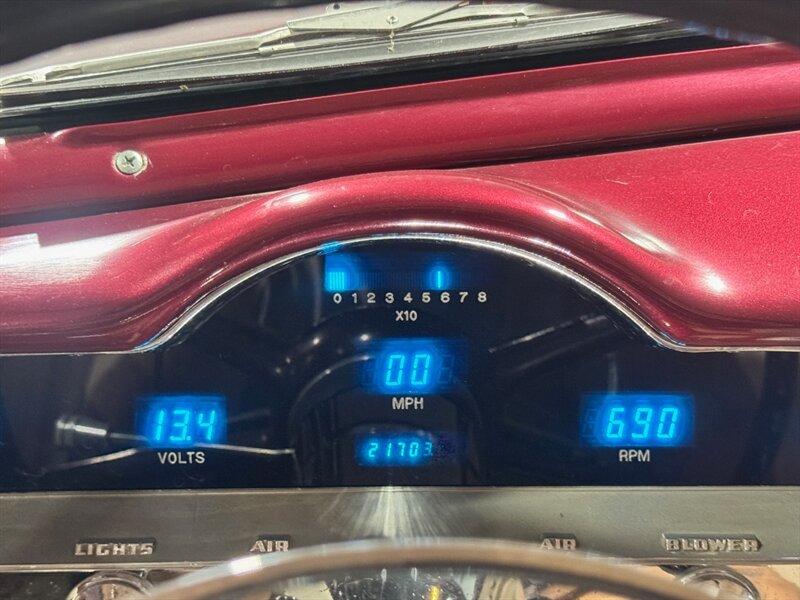 0 1 2 3 4 5 6 7 8
X10
00
MPH
13.4
VOLTS
21703
690
RPM
LIGHTS AIR AIR BLOWER